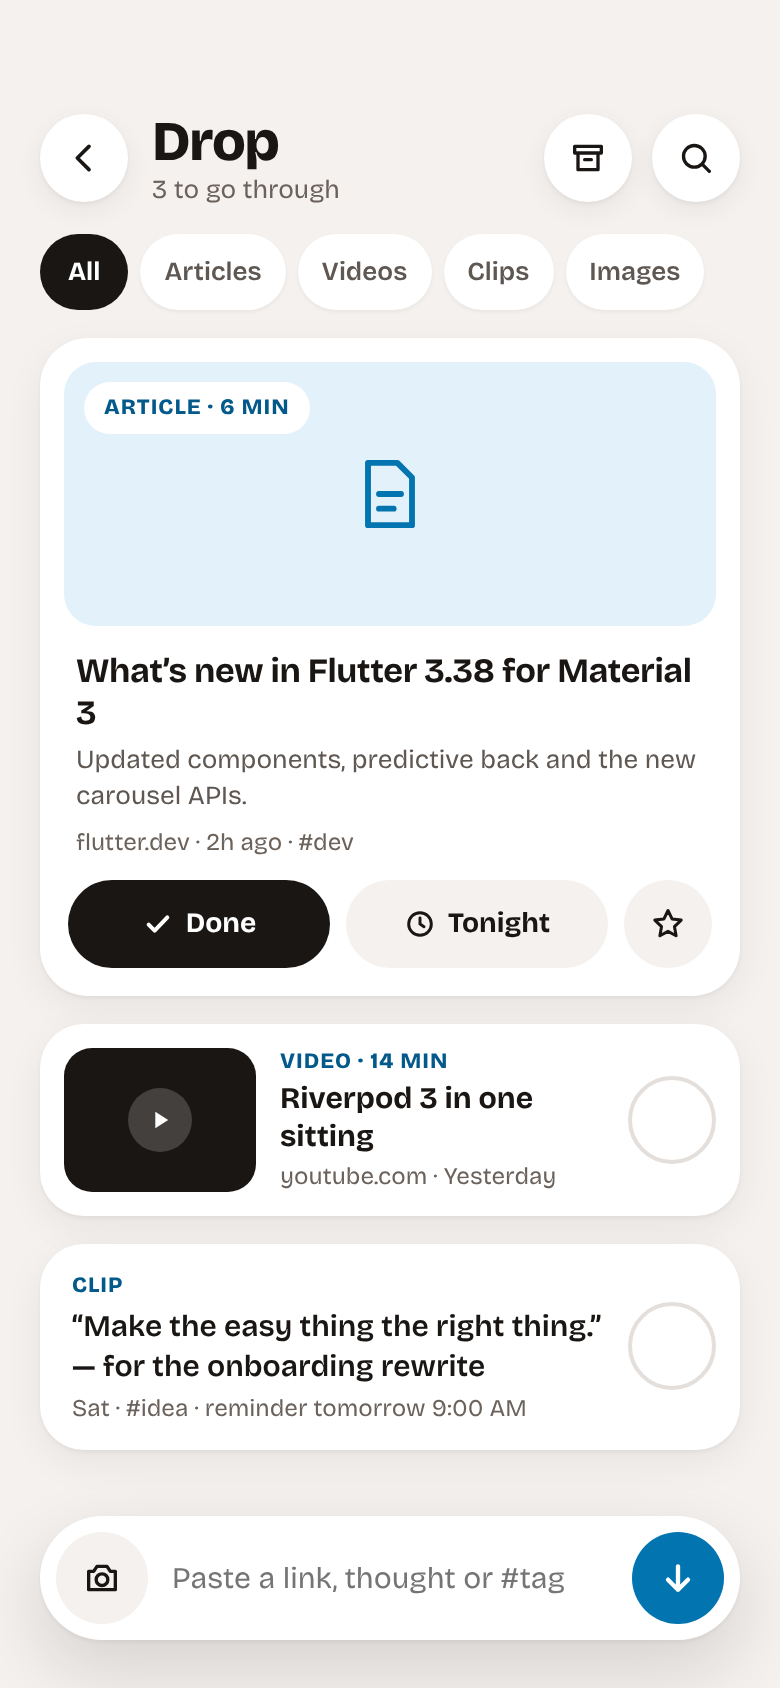 Drop
3 to go through
All
Articles
Videos
Clips
Images
ARTICLE · 6 MIN
What’s new in Flutter 3.38 for Material
3
Updated components, predictive back and the new
carousel APIs.
flutter.dev · 2h ago · #dev
Done
Tonight
VIDEO · 14 MIN
Riverpod 3 in one
sitting
youtube.com · Yesterday
CLIP
“Make the easy thing the right thing.”
— for the onboarding rewrite
Sat · #idea · reminder tomorrow 9:00 AM
Paste a link, thought or #tag